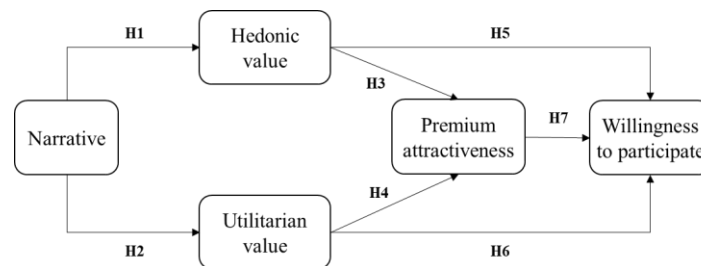 H1
Hedonic
value
H5
H3
Narrative
Premium
attractiveness
H7
Willingness
to participate
H4
H2
Utilitarian
value
H6